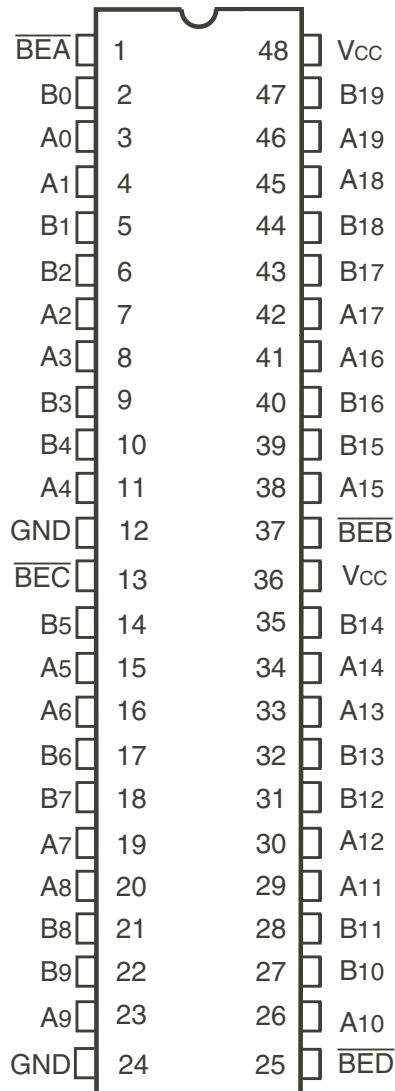 BEA 1 48 Vcc
B0 2 47 B19
A0 3 46 A19
A1 4 45 A18
B1 5 44 B18
B2 6 43 B17
A2 7 42 A17
A3 8 41 A16
B3 9 40 B16
B4 10 39 B15
A4 11 38 A15
GND 12 37 BEB
BEC 13 36 Vcc
B5 14 35 B14
A5 15 34 A14
A6 16 33 A13
B6 17 32 B13
B7 18 31 B12
A7 19 30 A12
A8 20 29 A11
B8 21 28 B11
B9 22 27 B10
A9 23 26 A10
GND 24 25 BED